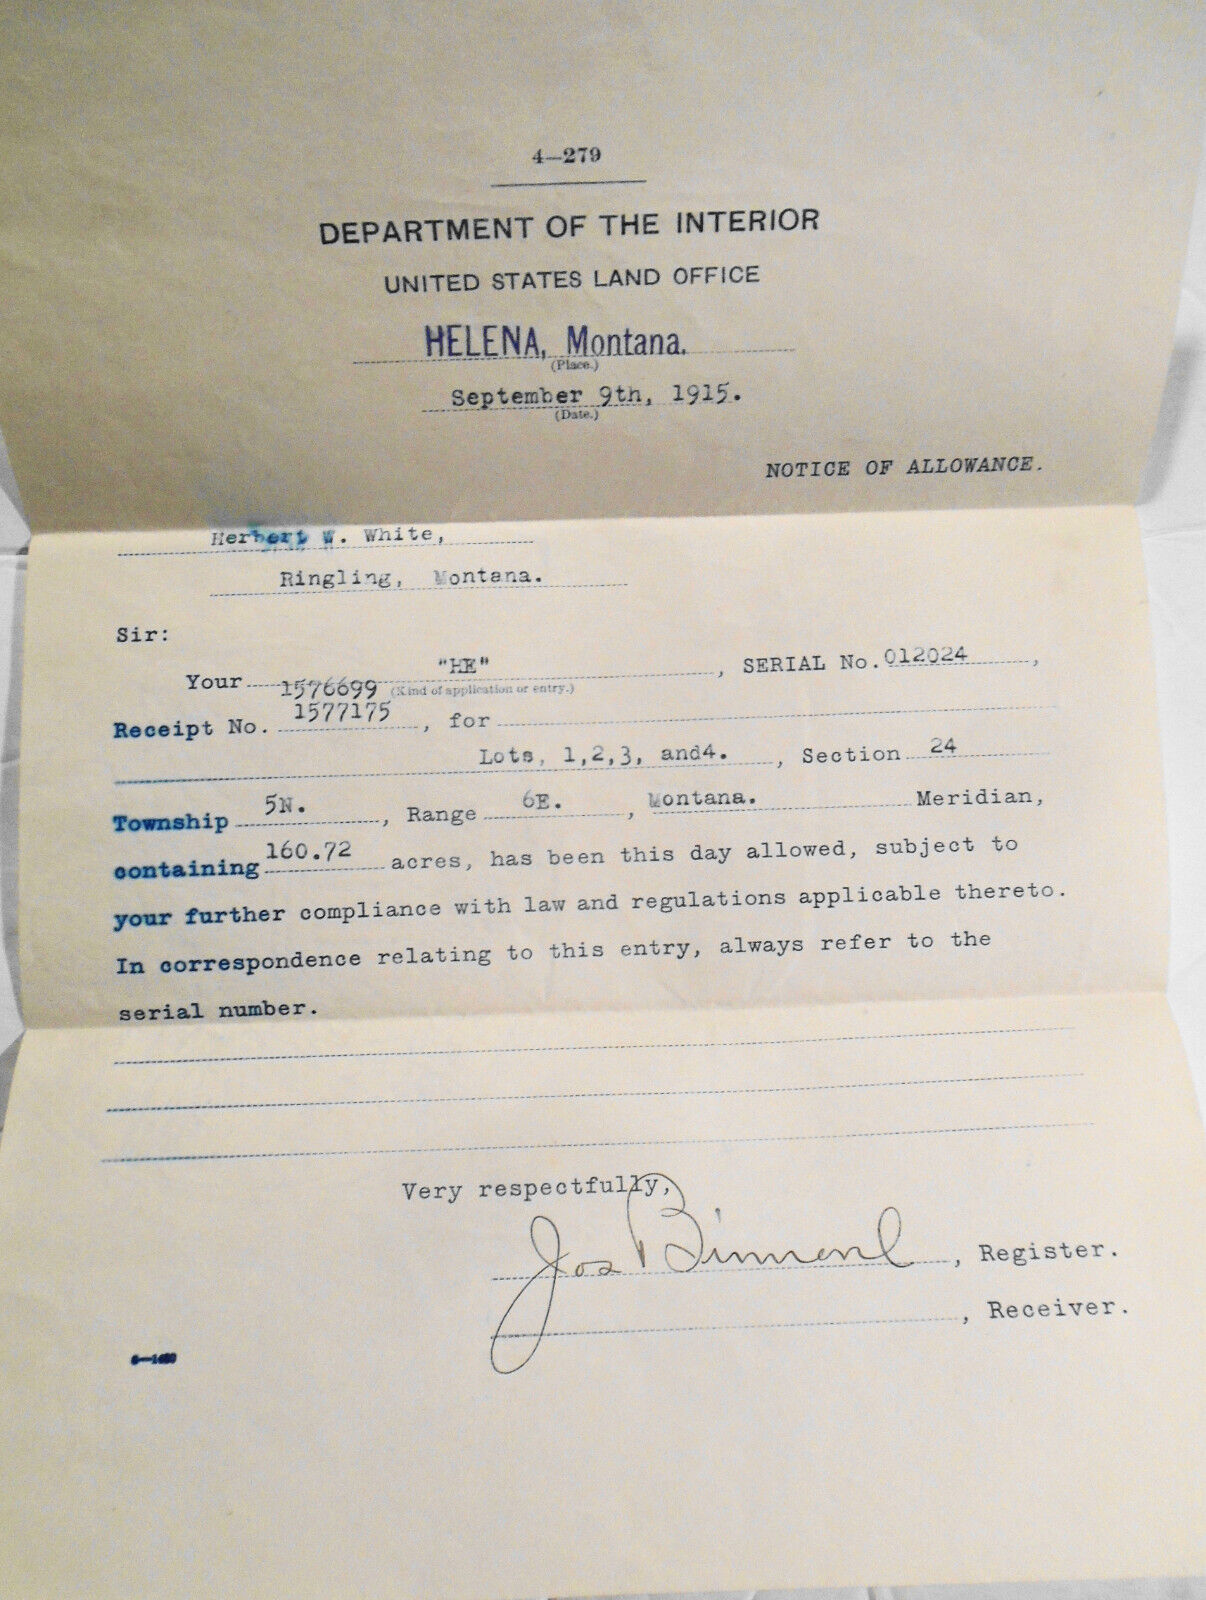 4—279
DEPARTMENT OF THE INTERIOR
UNITED STATES LAND OFFICE
HELENA, Montana.
(Place.)
September 9th, 1915.
(Date.)
NOTICE OF ALLOWANCE.
Herbert W. White,
Ringling, Montana.
Sir:
"HE"
Your , SERIAL No. 012024 ,
1576699 (Kind of application or entry.)
1577175
Receipt No. , for
Lots, 1,2,3, and4. , Section 24
Township 5N. , Range 6E. , Montana. Meridian,
containing 160.72 acres, has been this day allowed, subject to
your further compliance with law and regulations applicable thereto.
In correspondence relating to this entry, always refer to the
serial number.
Very respectfully,
Jos , Register.
, Receiver.